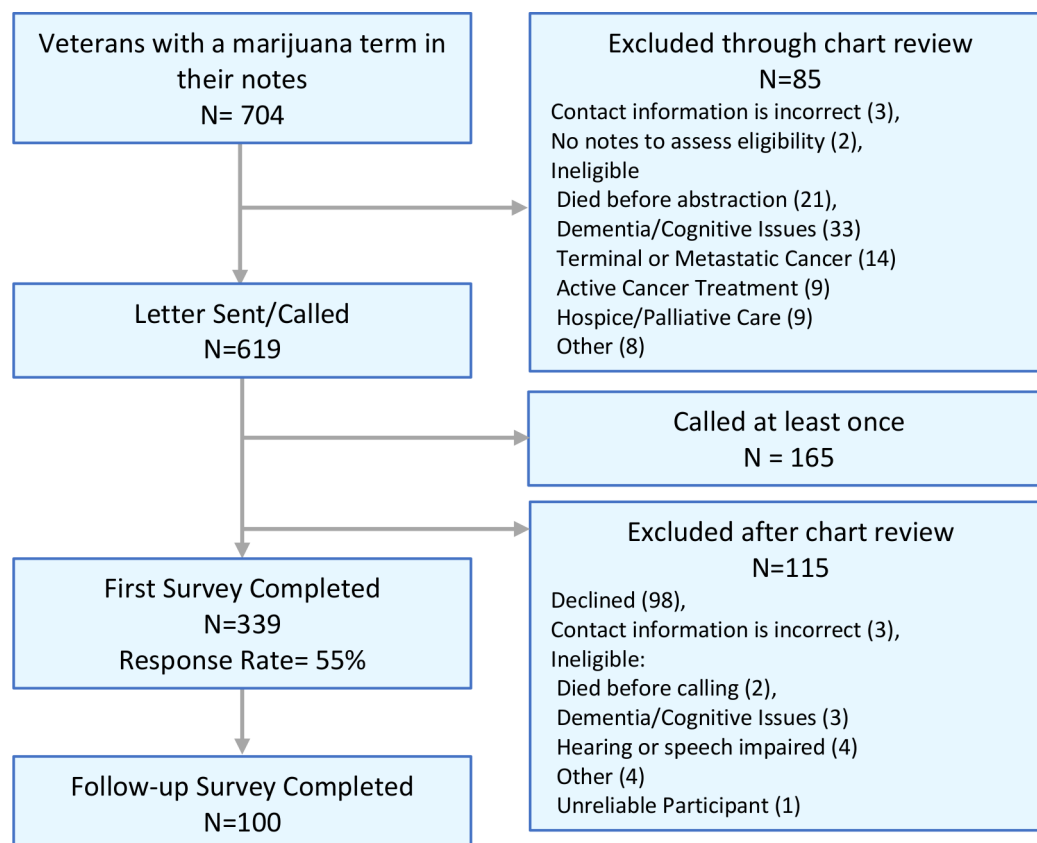 Veterans with a marijuana term in
their notes
N= 704
Excluded through chart review
N=85
Contact information is incorrect (3),
No notes to assess eligibility (2),
Ineligible
Died before abstraction (21),
Dementia/Cognitive Issues (33)
Terminal or Metastatic Cancer (14)
Active Cancer Treatment (9)
Hospice/Palliative Care (9)
Other (8)
Letter Sent/Called
N=619
Called at least once
N = 165
Excluded after chart review
N=115
Declined (98),
Contact information is incorrect (3),
Ineligible:
Died before calling (2),
Dementia/Cognitive Issues (3)
Hearing or speech impaired (4)
Other (4)
Unreliable Participant (1)
First Survey Completed
N=339
Response Rate= 55%
Follow-up Survey Completed
N=100